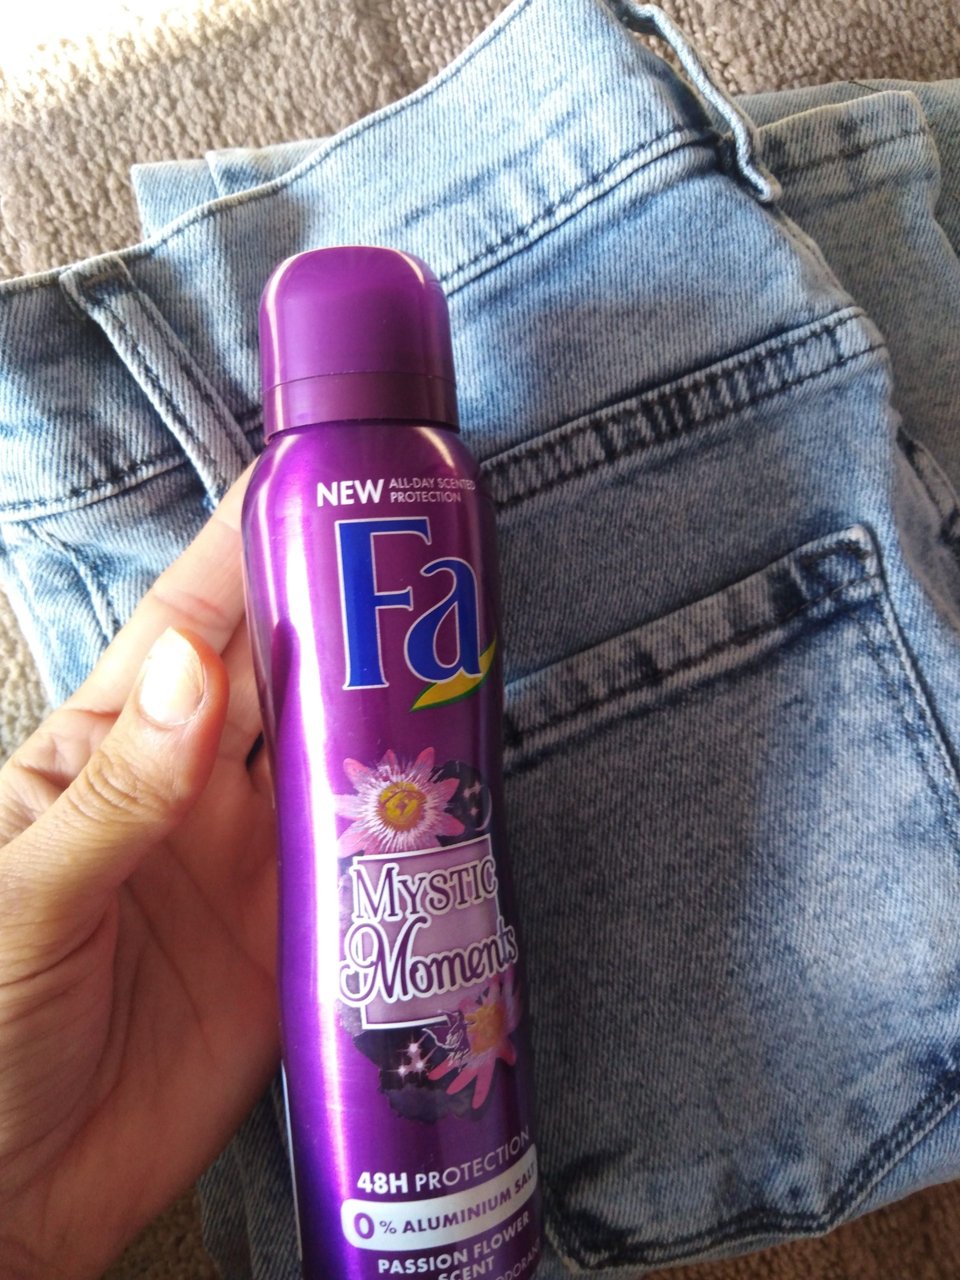 NEW ALL-DAY SCENTED
PROTECTION
Fa
MYSTIC
Moments
48H PROTECTION
0% ALUMINIUM SALT
PASSION FLOWER
SCENT